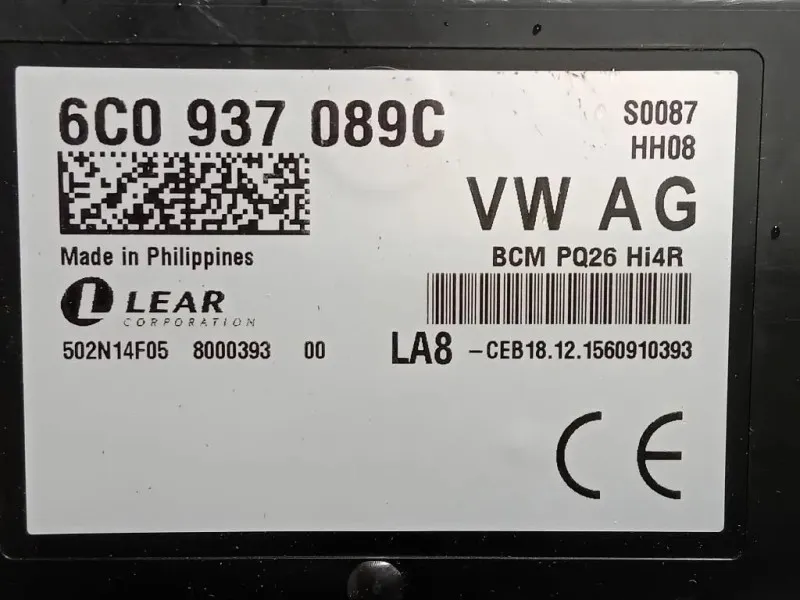 6C0 937 089C
S0087
HH08
VW AG
Made in Philippines
BCM PQ26 Hi4R
L LEAR
CORPORATION
502N14F05 8000393 00
LA8 -CEB18.12.1560910393
CE